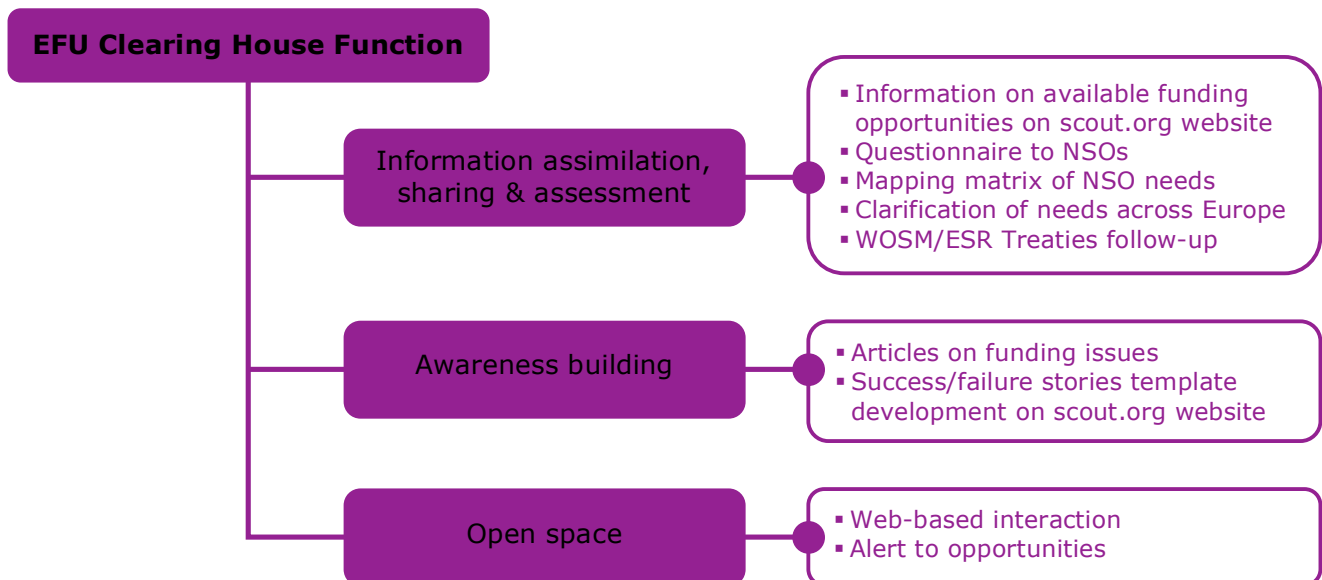 EFU Clearing House Function
Information assimilation,
sharing & assessment
▪ Information on available funding
opportunities on scout.org website
▪ Questionnaire to NSOs
▪ Mapping matrix of NSO needs
▪ Clarification of needs across Europe
▪ WOSM/ESR Treaties follow-up
Awareness building
▪ Articles on funding issues
▪ Success/failure stories template
development on scout.org website
Open space
▪ Web-based interaction
▪ Alert to opportunities